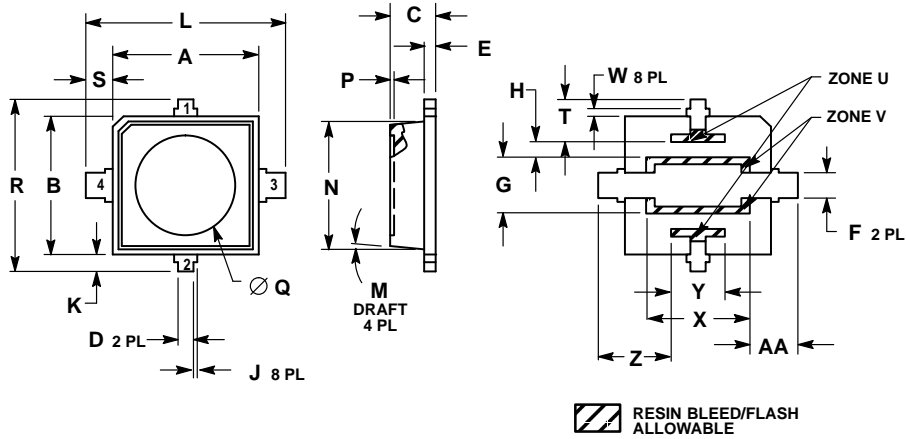 L
A
S
R
B
K
1
2
3
4
Ø Q
D 2 PL
J 8 PL
C
E
P
N
M
DRAFT
4 PL
H
T
W 8 PL
ZONE U
ZONE V
G
F 2 PL
Y
X
Z
AA
RESIN BLEED/FLASH
ALLOWABLE